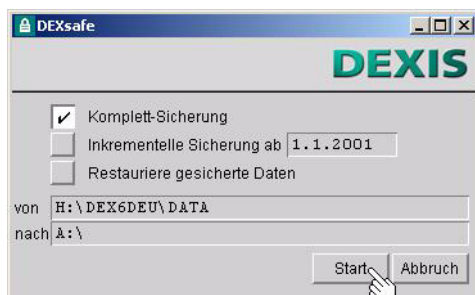 DEXsafe
DEXIS
Komplett-Sicherung
Inkrementelle Sicherung ab 1.1.2001
Restauriere gesicherte Daten
von H:\DEX6DEU\DATA
nach A:\
Start Abbruch